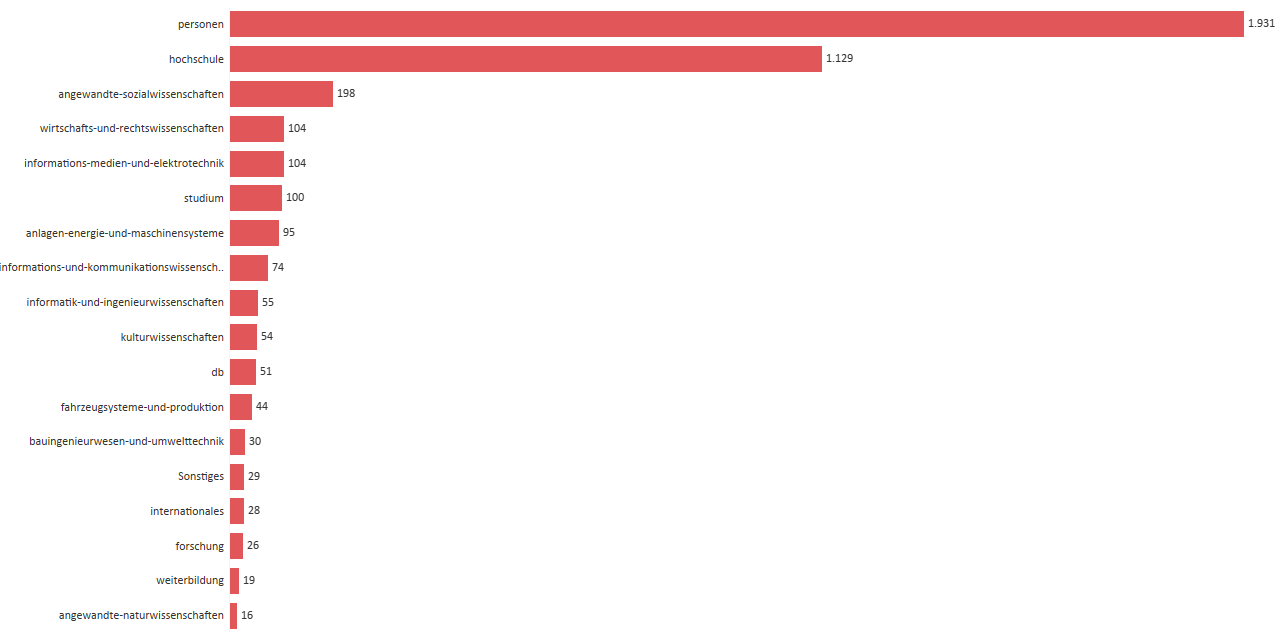 personen 1.931
hochschule 1.129
angewandte-sozialwissenschaften 198
wirtschafts-und-rechtswissenschaften 104
informations-medien-und-elektrotechnik 104
studium 100
anlagen-energie-und-maschinensysteme 95
informations-und-kommunikationswissensch.. 74
informatik-und-ingenieurwissenschaften 55
kulturwissenschaften 54
db 51
fahrzeugsysteme-und-produktion 44
bauingenieurwesen-und-umwelttechnik 30
Sonstiges 29
internationales 28
forschung 26
weiterbildung 19
angewandte-naturwissenschaften 16